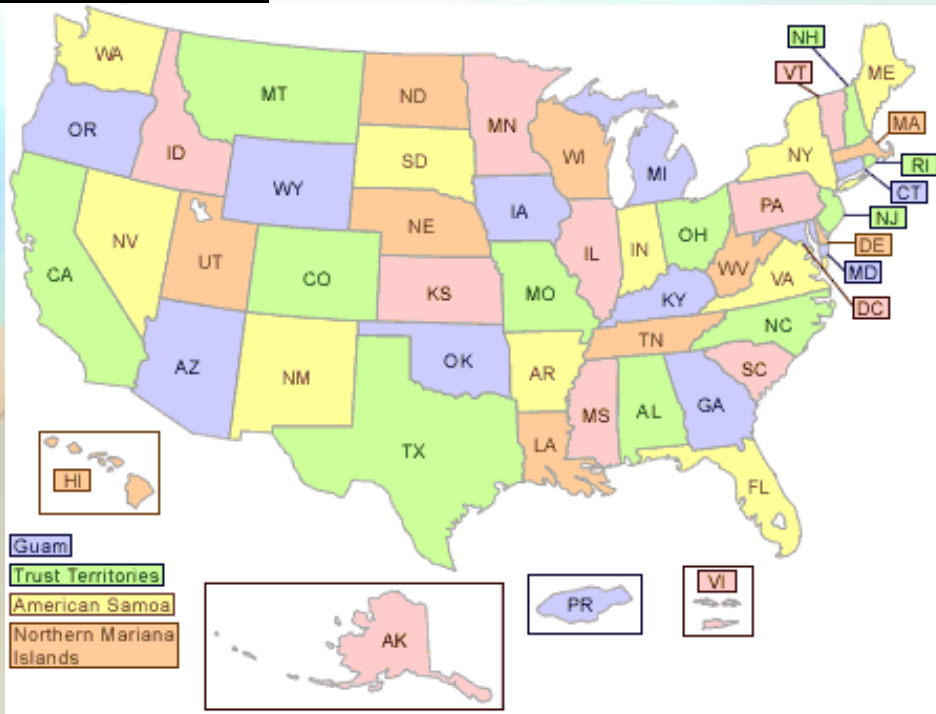 WA
MT
ND
MN
OR
ID
SD
WI
WY
MI
NH
VT
ME
MA
NY
RI
CT
PA
NJ
IA
NE
NV
UT
CA
CO
KS
MO
IL
IN
OH
WV
VA
DE
MD
DC
KY
NC
TN
AZ
NM
OK
AR
SC
MS
AL
GA
TX
LA
FL
HI
Guam
Trust Territories
American Samoa
Northern Mariana
Islands
AK
PR
VI